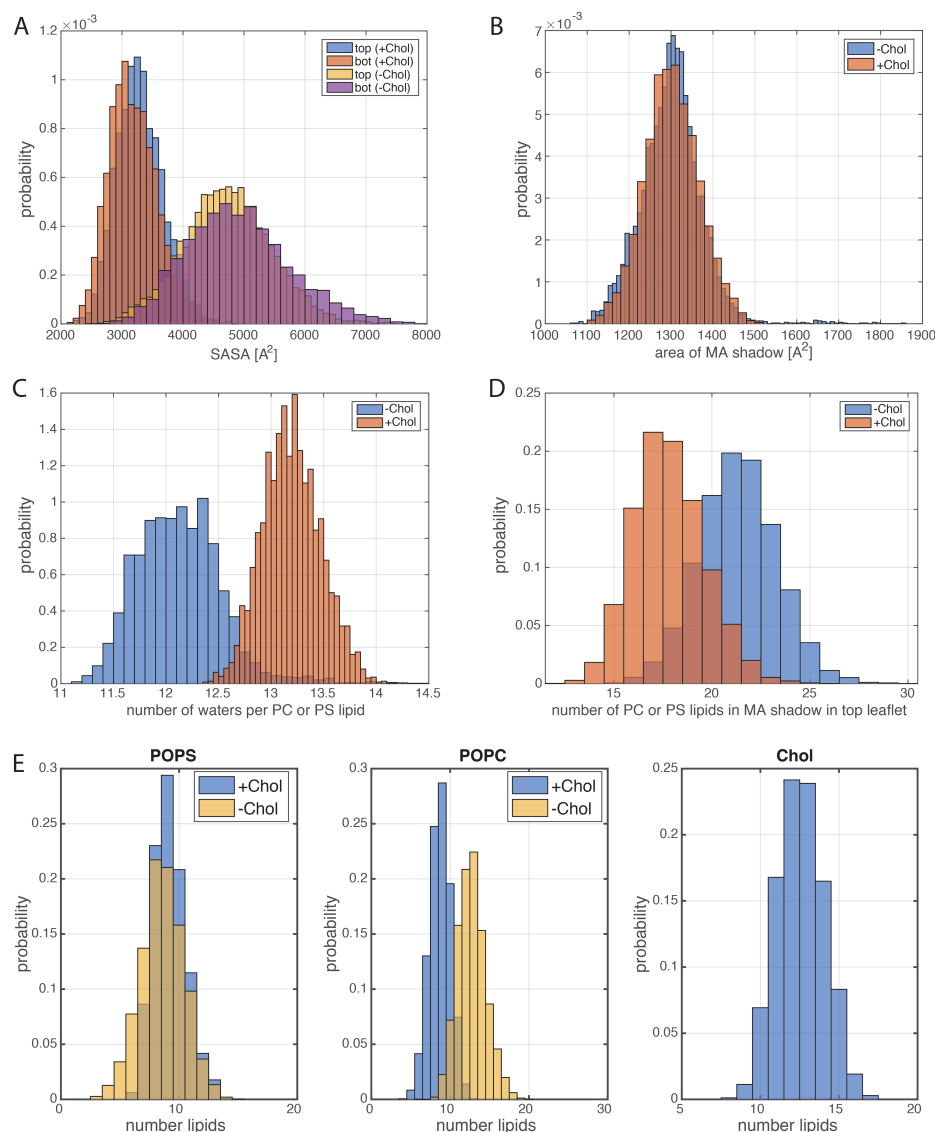 A
×10-3
1.2
1
0.8
0.6
0.4
0.2
0
probability
top (+Chol)
bot (+Chol)
top (-Chol)
bot (-Chol)
2000 3000 4000 5000 6000 7000 8000
SASA [A2]
B
×10-3
7
6
5
4
3
2
1
0
probability
-Chol
+Chol
1000 1100 1200 1300 1400 1500 1600 1700 1800 1900
area of MA shadow [A2]
C
1.6
1.4
1.2
1
0.8
0.6
0.4
0.2
0
probability
-Chol
+Chol
11 11.5 12 12.5 13 13.5 14 14.5
number of waters per PC or PS lipid
D
0.25
0.2
0.15
0.1
0.05
0
probability
-Chol
+Chol
15 20 25 30
number of PC or PS lipids in MA shadow in top leaflet
E
POPS
0.3
0.25
0.2
0.15
0.1
0.05
0
probability
+Chol
-Chol
0 10 20
number lipids
POPC
0.3
0.25
0.2
0.15
0.1
0.05
0
probability
+Chol
-Chol
0 10 20 30
number lipids
Chol
0.25
0.2
0.15
0.1
0.05
0
probability
5 10 15 20
number lipids